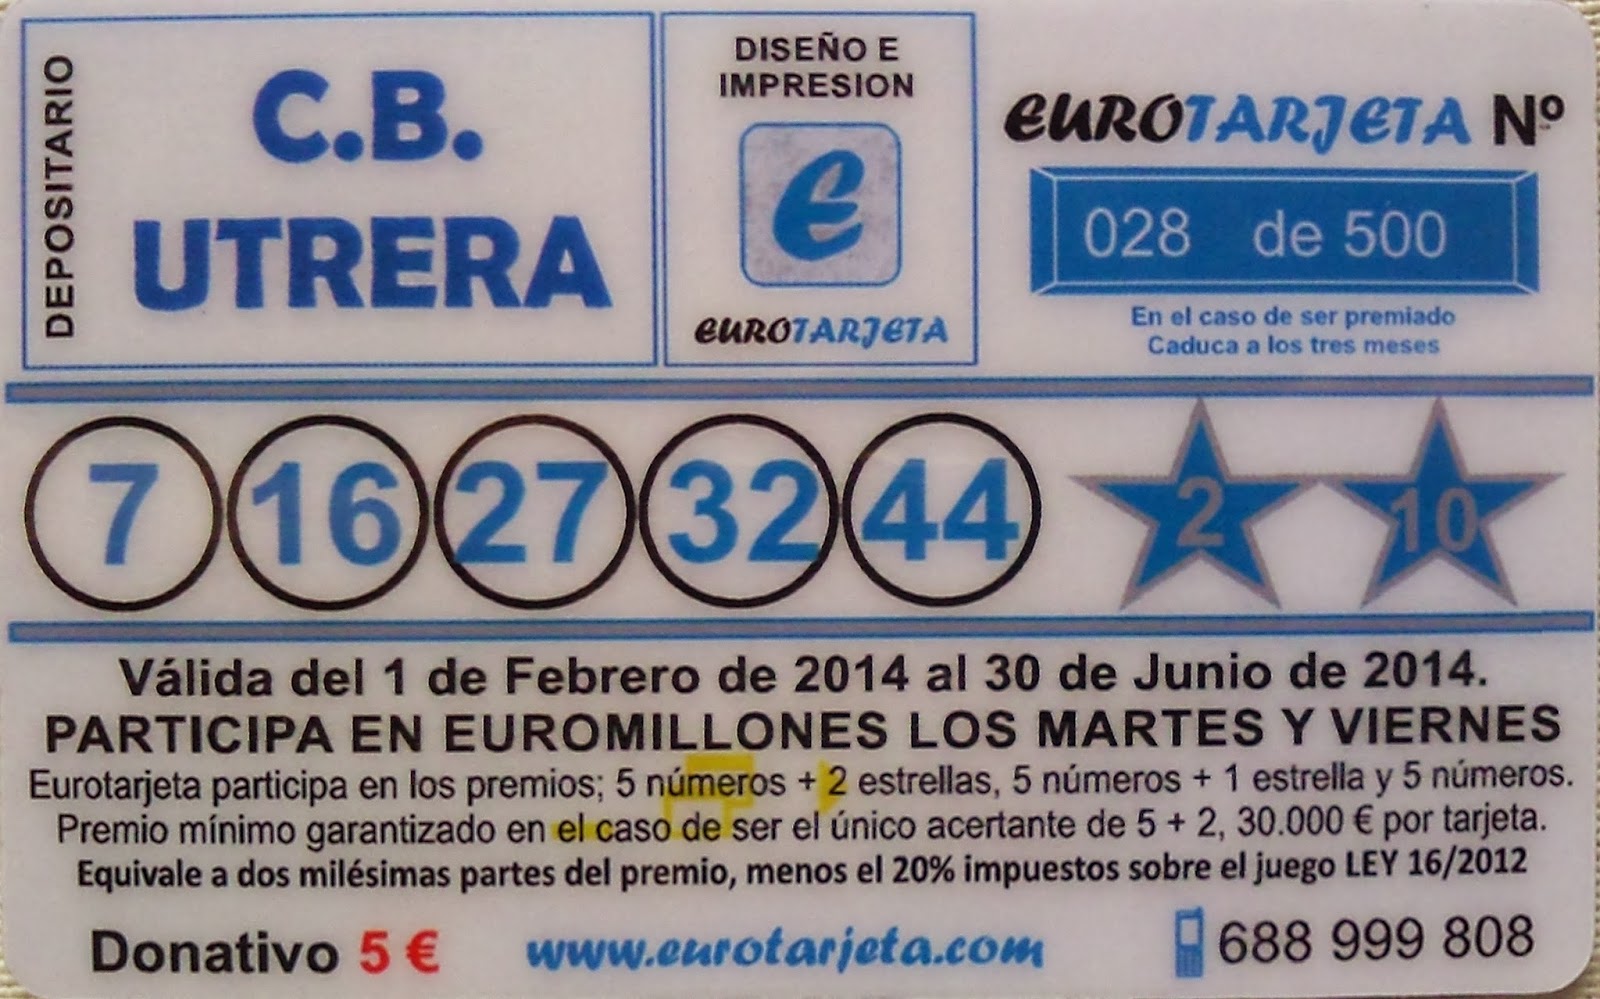 DEPOSITARIO
C.B.
UTRERA
DISEÑO E
IMPRESION
e
EUROTARJETA
EUROTARJETA Nº
028 de 500
En el caso de ser premiado
Caduca a los tres meses
7 16 27 32 44 2 10
Válida del 1 de Febrero de 2014 al 30 de Junio de 2014.
PARTICIPA EN EUROMILLONES LOS MARTES Y VIERNES
Eurotarjeta participa en los premios; 5 números + 2 estrellas, 5 números + 1 estrella y 5 números.
Premio mínimo garantizado en el caso de ser el único acertante de 5 + 2, 30.000 € por tarjeta.
Equivale a dos milésimas partes del premio, menos el 20% impuestos sobre el juego LEY 16/2012
Donativo 5 € www.eurotarjeta.com 688 999 808